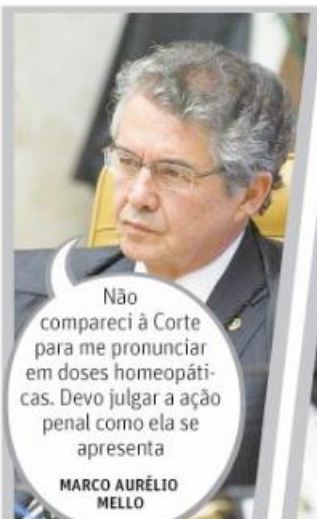 Não
compareci à Corte
para me pronunciar
em doses homeopáti-
cas. Devo julgar a ação
penal como ela se
apresenta
MARCO AURÉLIO
MELLO